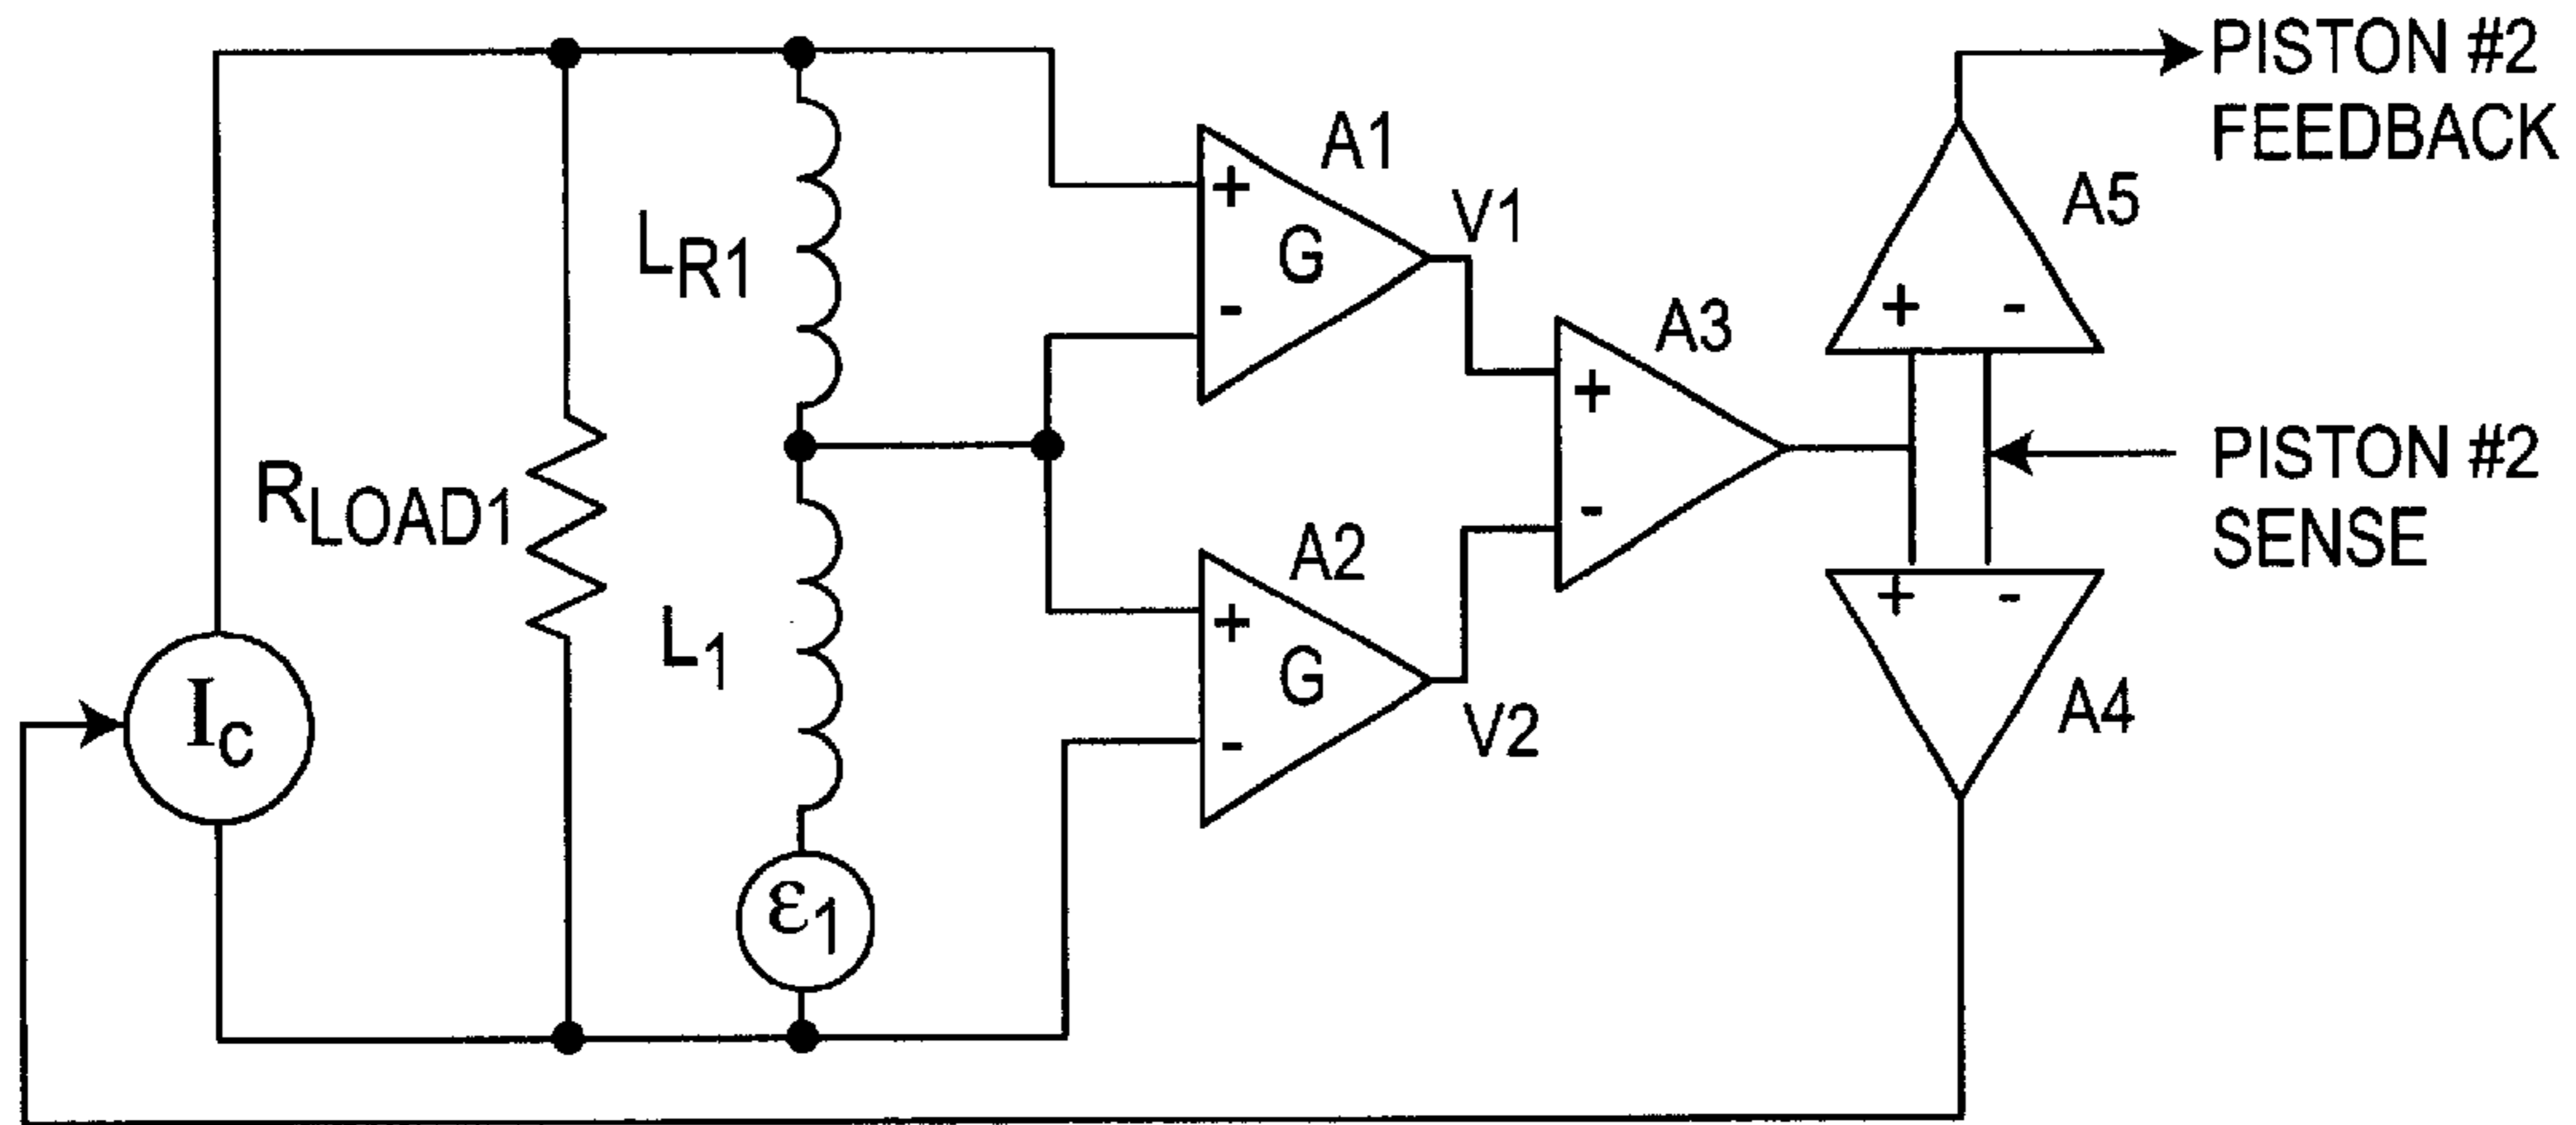 PISTON #2
FEEDBACK
A1
A5
V1
+
G
-
LR1
A3
+
-
+
-
RLOAD1
PISTON #2
SENSE
A2
+
G
-
V2
L1
+
-
A4
Ic
ε1